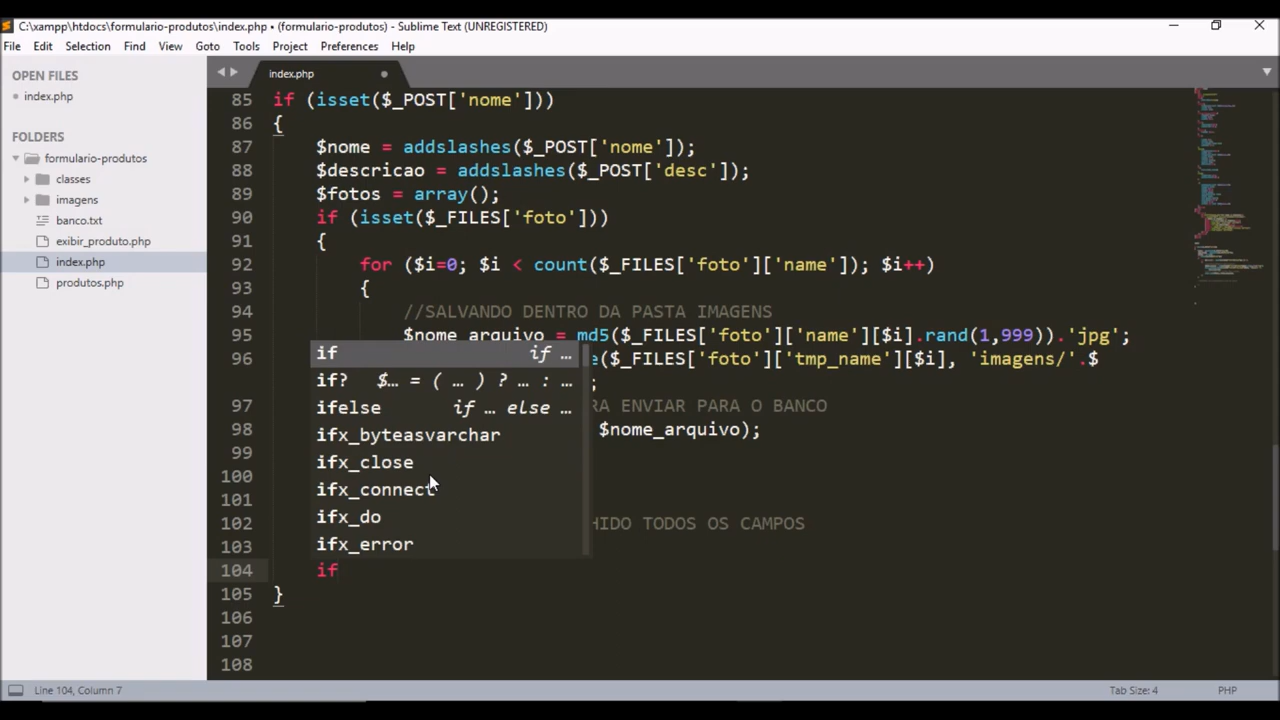 C:\xampp\htdocs\formulario-produtos\index.php • (formulario-produtos) - Sublime Text (UNREGISTERED)
File Edit Selection Find View Goto Tools Project Preferences Help
OPEN FILES
index.php
FOLDERS
formulario-produtos
classes
imagens
banco.txt
exibir_produto.php
index.php
produtos.php
index.php
85 if (isset($_POST['nome']))
86 {
87 $nome = addslashes($_POST['nome']);
88 $descricao = addslashes($_POST['desc']);
89 $fotos = array();
90 if (isset($_FILES['foto']))
91 {
92 for ($i=0; $i < count($_FILES['foto']['name']); $i++)
93 {
94 //SALVANDO DENTRO DA PASTA IMAGENS
95 $nome_arquivo = md5($_FILES['foto']['name'][$i].rand(1,999)).'jpg';
96 e($_FILES['foto']['tmp_name'][$i], 'imagens/'.$
;
97 RA ENVIAR PARA O BANCO
98 $nome_arquivo);
99
100
101
102 HIDO TODOS OS CAMPOS
103
104 if
105 }
106
107
108
if if …
if? $… = ( … ) ? … : …
ifelse if … else …
ifx_byteasvarchar
ifx_close
ifx_connect
ifx_do
ifx_error
Line 104, Column 7
Tab Size: 4
PHP